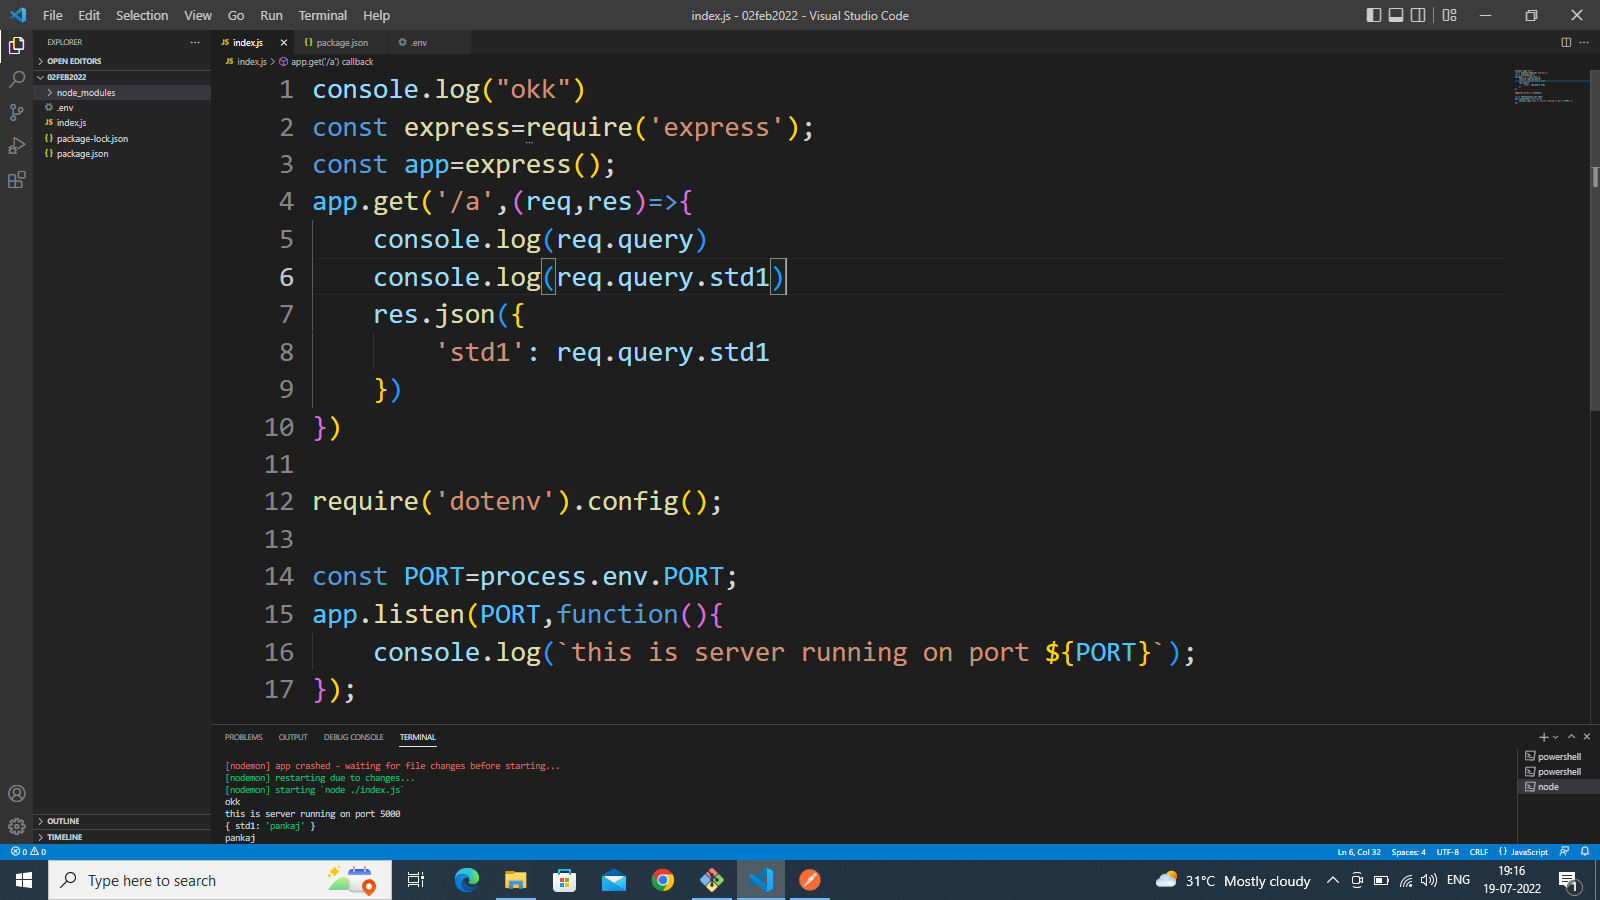 File Edit Selection View Go Run Terminal Help
index.js - 02feb2022 - Visual Studio Code
EXPLORER
OPEN EDITORS
02FEB2022
node_modules
.env
JS index.js
{} package-lock.json
{} package.json
OUTLINE
TIMELINE
JS index.js {} package.json .env
JS index.js > app.get('/a') callback
1 console.log("okk")
2 const express=require('express');
3 const app=express();
4 app.get('/a',(req,res)=>{
5 console.log(req.query)
6 console.log(req.query.std1)
7 res.json({
8 'std1': req.query.std1
9 })
10 })
11
12 require('dotenv').config();
13
14 const PORT=process.env.PORT;
15 app.listen(PORT,function(){
16 console.log(`this is server running on port ${PORT}`);
17 });
PROBLEMS OUTPUT DEBUG CONSOLE TERMINAL
[nodemon] app crashed - waiting for file changes before starting...
[nodemon] restarting due to changes...
[nodemon] starting `node ./index.js`
okk
this is server running on port 5000
{ std1: 'pankaj' }
pankaj
powershell
powershell
node
0 0
Ln 6, Col 32 Spaces: 4 UTF-8 CRLF {} JavaScript
Type here to search
31°C Mostly cloudy
ENG
19:16
19-07-2022
1